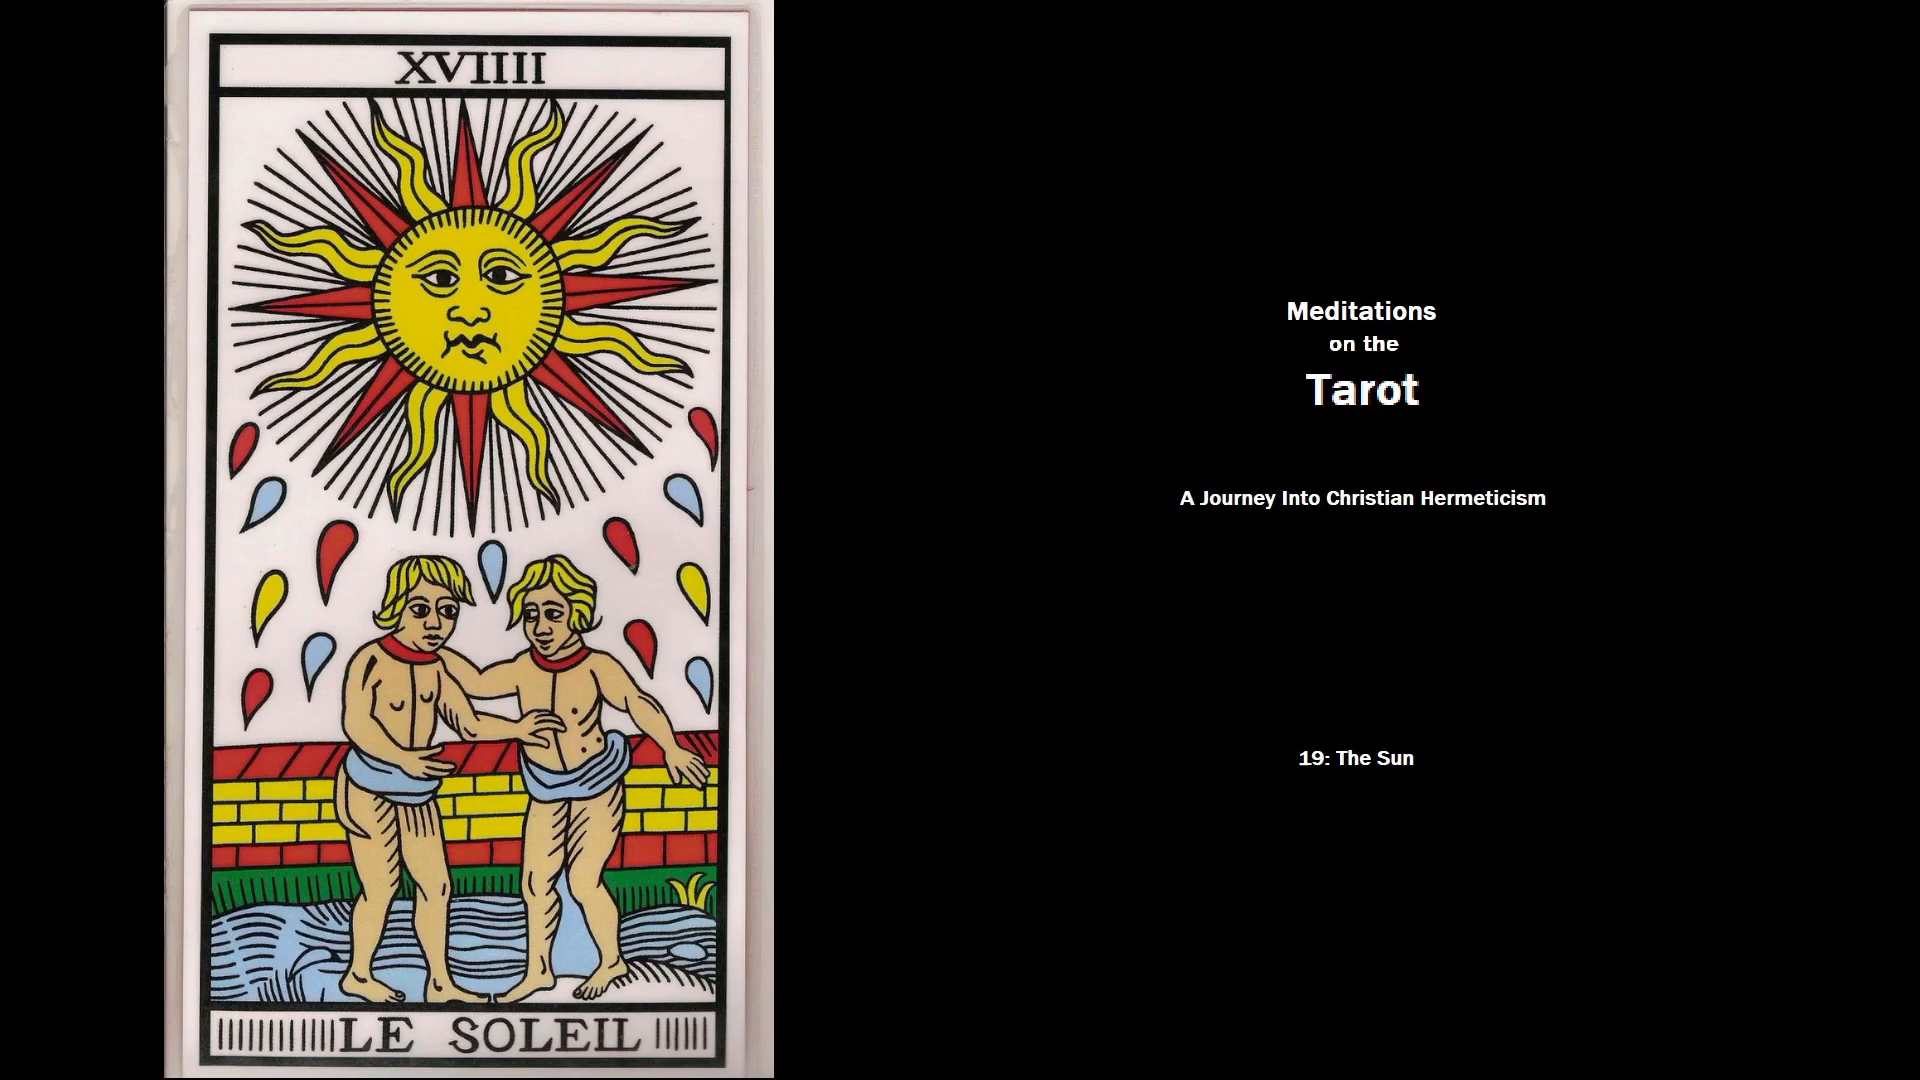 XVIIII
LE SOLEIL
Meditations
on the
Tarot
A Journey Into Christian Hermeticism
19: The Sun